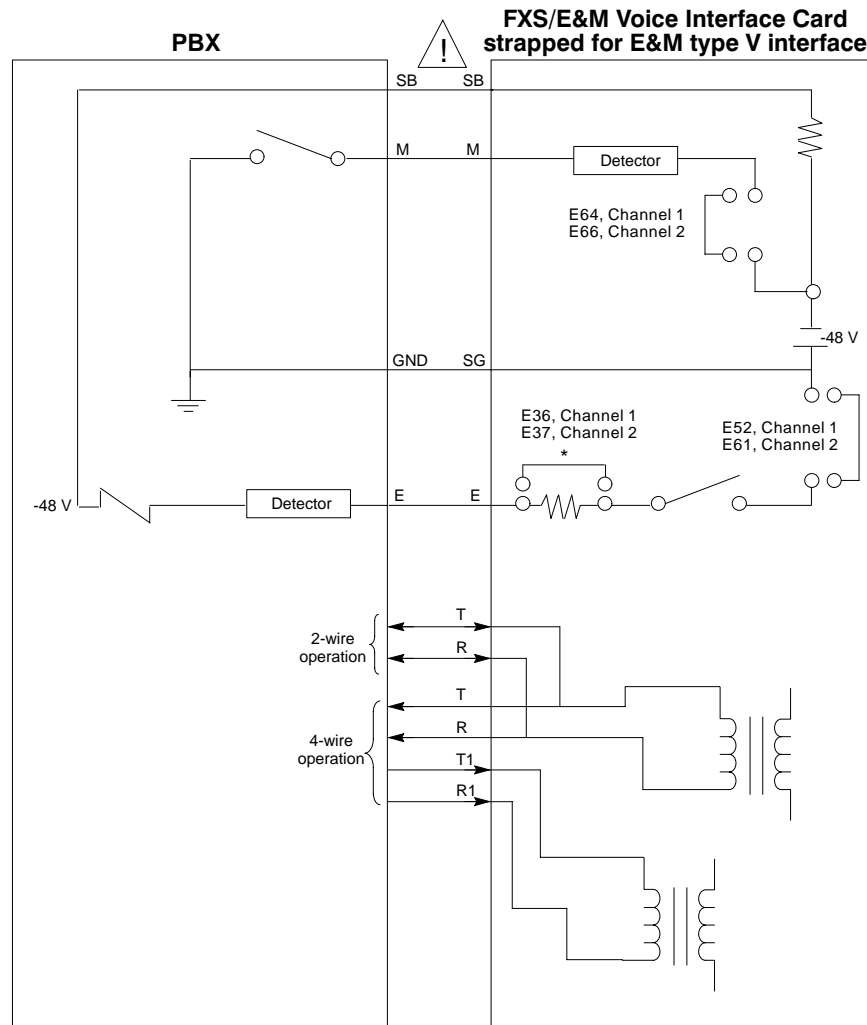 PBX
FXS/E&M Voice Interface Card
strapped for E&M type V interface
!
SB SB
M M
Detector
E64, Channel 1
E66, Channel 2
-48 V
GND SG
E36, Channel 1
E37, Channel 2
*
E52, Channel 1
E61, Channel 2
-48 V
Detector
E E
2-wire
operation
T
R
4-wire
operation
T
R
T1
R1